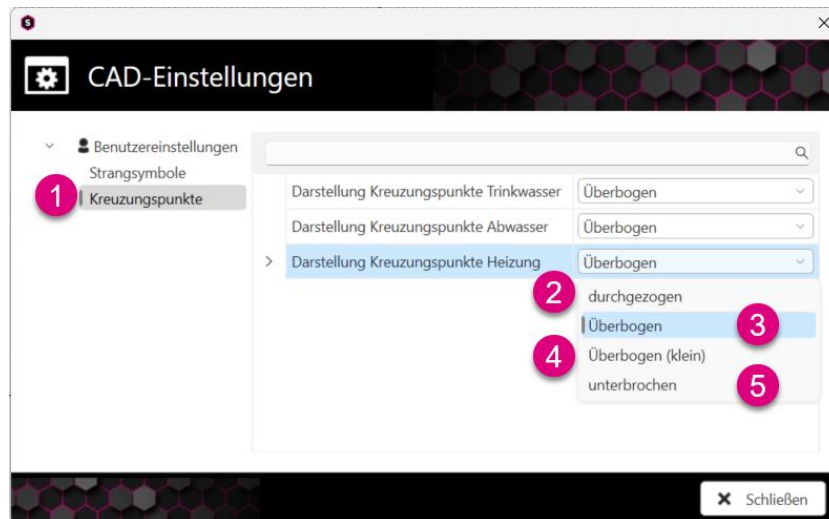 S
CAD-Einstellungen
Benutzereinstellungen
Strangsymbole
1 Kreuzungspunkte
Darstellung Kreuzungspunkte Trinkwasser Überbogen
Darstellung Kreuzungspunkte Abwasser Überbogen
Darstellung Kreuzungspunkte Heizung Überbogen
2 durchgezogen
Überbogen 3
4 Überbogen (klein)
unterbrochen 5
Schließen